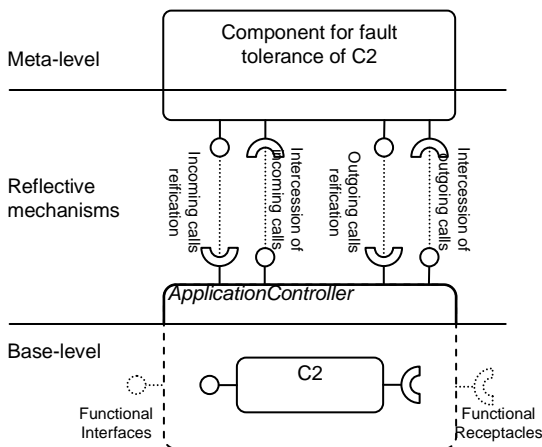 Component for fault
tolerance of C2
Meta-level
Incoming calls
reification
Intercession of
incoming calls
Outgoing calls
reification
Intercession of
Outgoing calls
Reflective
mechanisms
ApplicationController
Base-level
C2
Functional
Interfaces
Functional
Receptacles